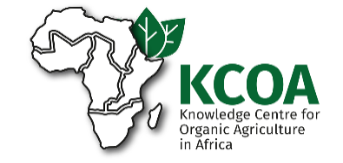 KCOA
Knowledge Centre for
Organic Agriculture
in Africa